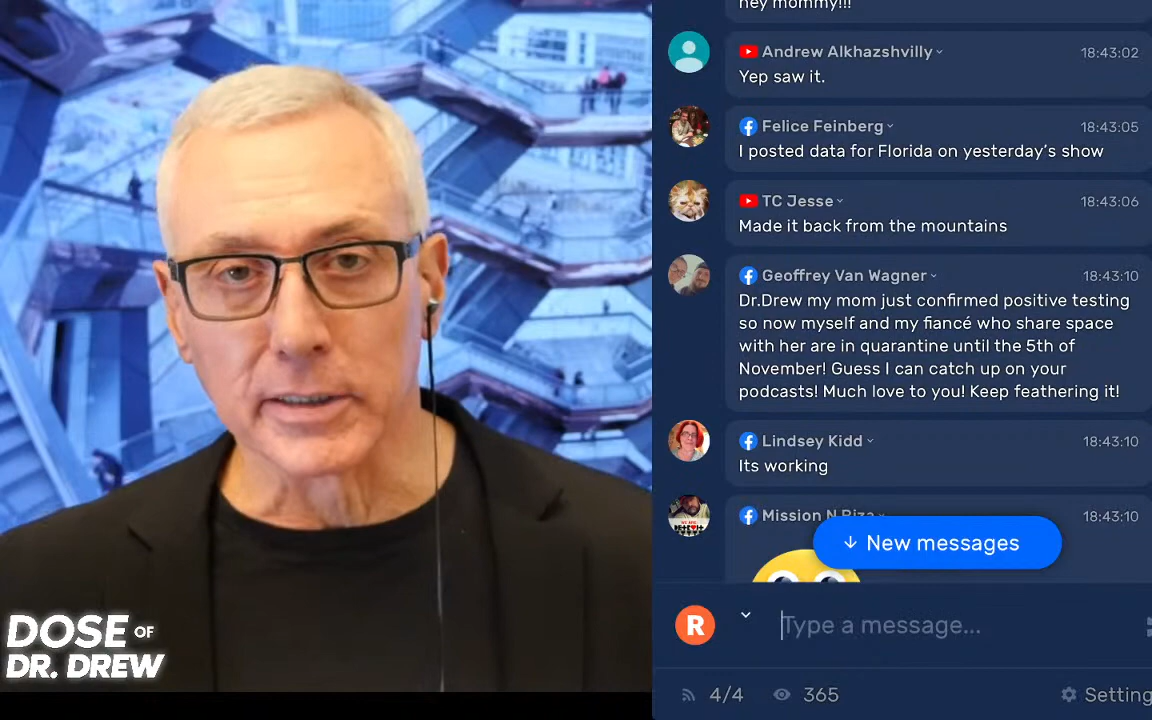 hey mommy!!!
Andrew Alkhazshvilly 18:43:02
Yep saw it.
Felice Feinberg 18:43:05
I posted data for Florida on yesterday's show
TC Jesse 18:43:06
Made it back from the mountains
Geoffrey Van Wagner 18:43:10
Dr.Drew my mom just confirmed positive testing
so now myself and my fiancé who share space
with her are in quarantine until the 5th of
November! Guess I can catch up on your
podcasts! Much love to you! Keep feathering it!
Lindsey Kidd 18:43:10
Its working
Mission N 18:43:10
New messages
R Type a message...
4/4 365 Setting
DOSE OF
DR. DREW